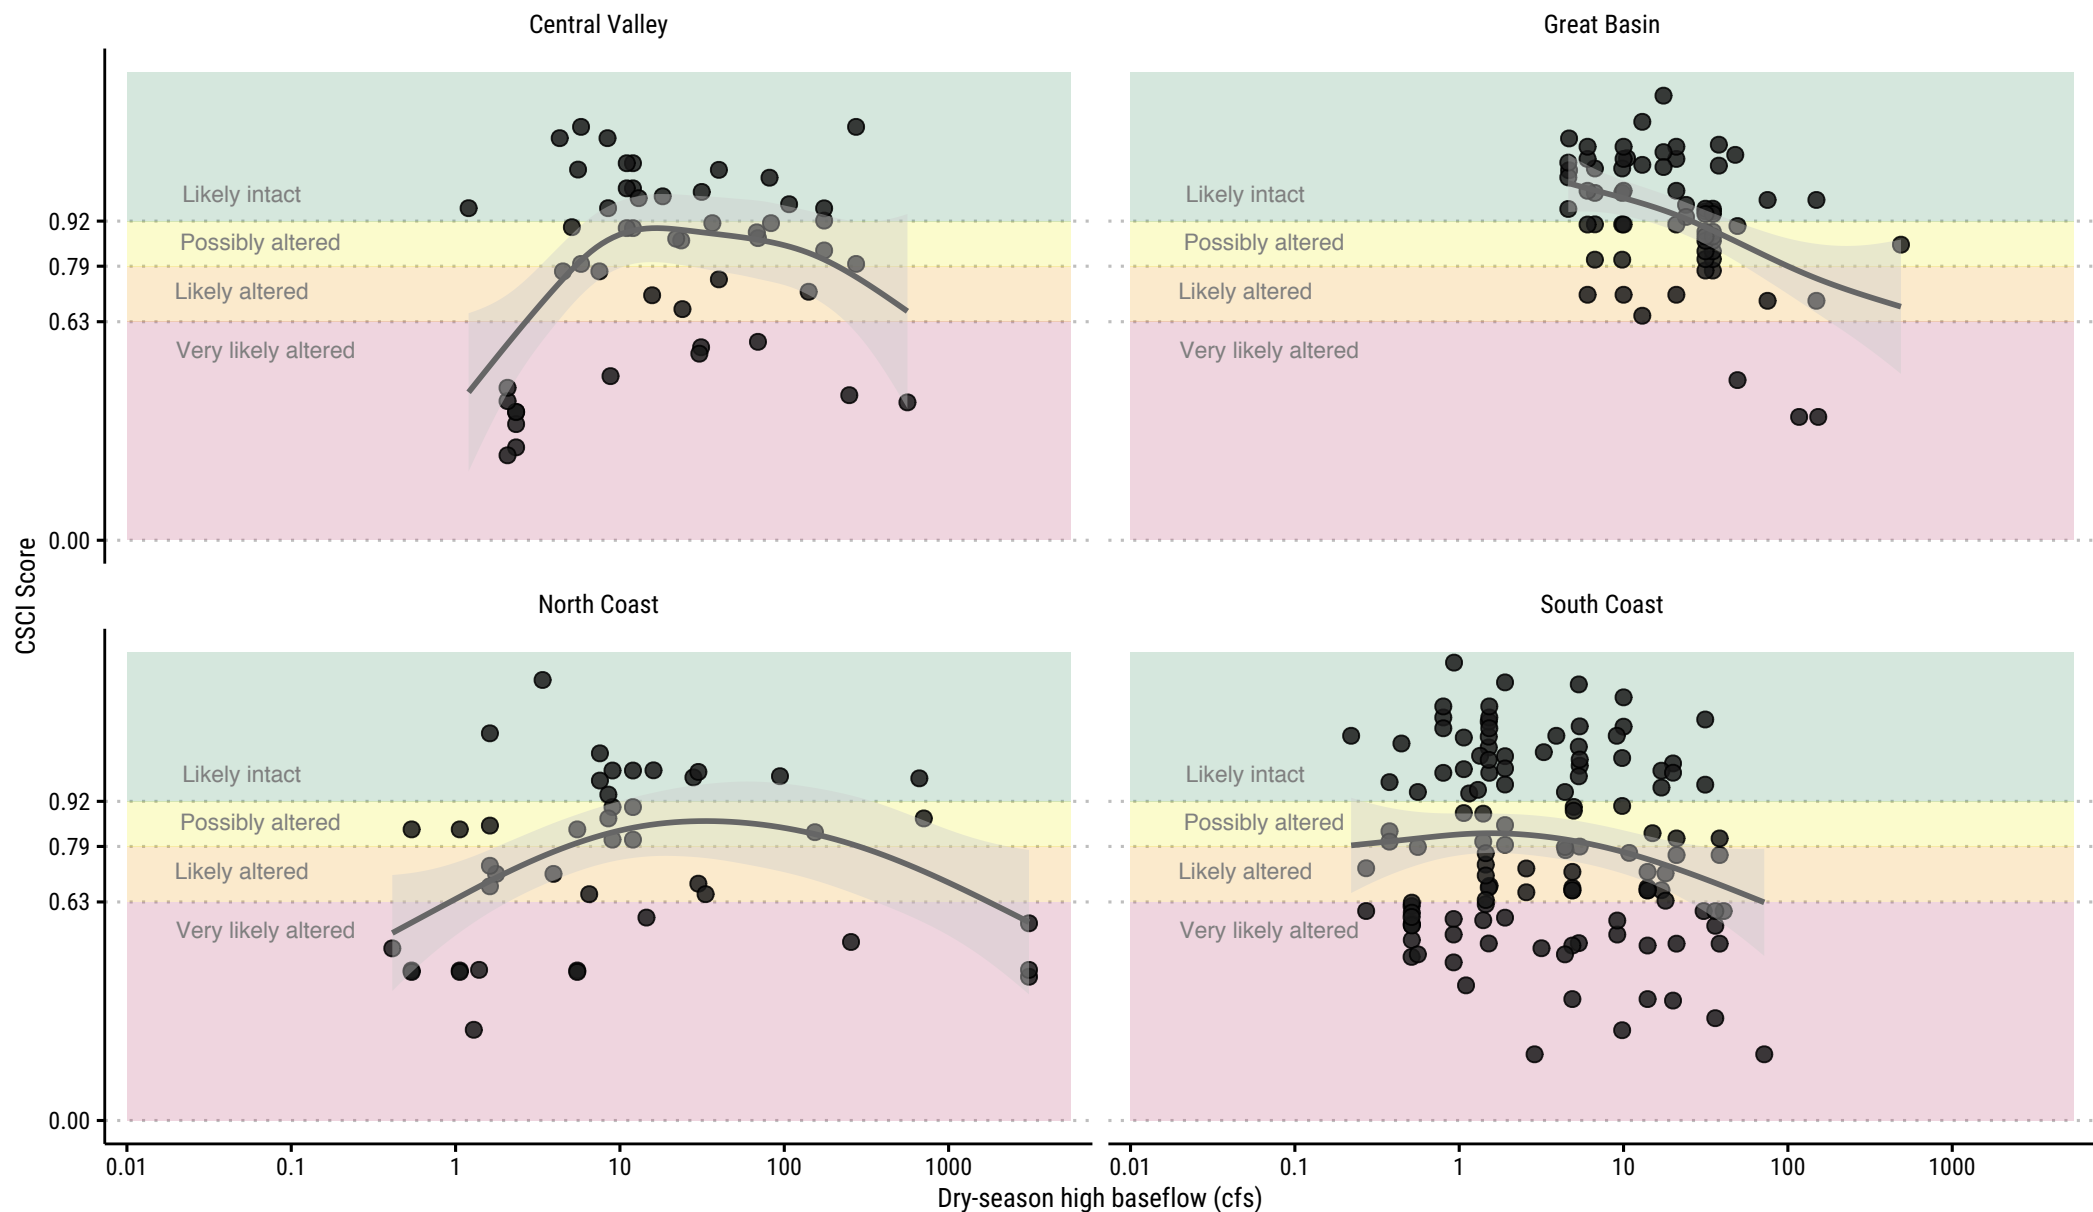 Central Valley
Great Basin
Likely intact
Likely intact
0.92
Possibly altered
Possibly altered
0.79
Likely altered
Likely altered
0.63
Very likely altered
Very likely altered
0.00
CSCI Score
North Coast
South Coast
Likely intact
Likely intact
0.92
Possibly altered
Possibly altered
0.79
Likely altered
Likely altered
0.63
Very likely altered
Very likely altered
0.00
0.01 0.1 1 10 100 1000
0.01 0.1 1 10 100 1000
Dry-season high baseflow (cfs)